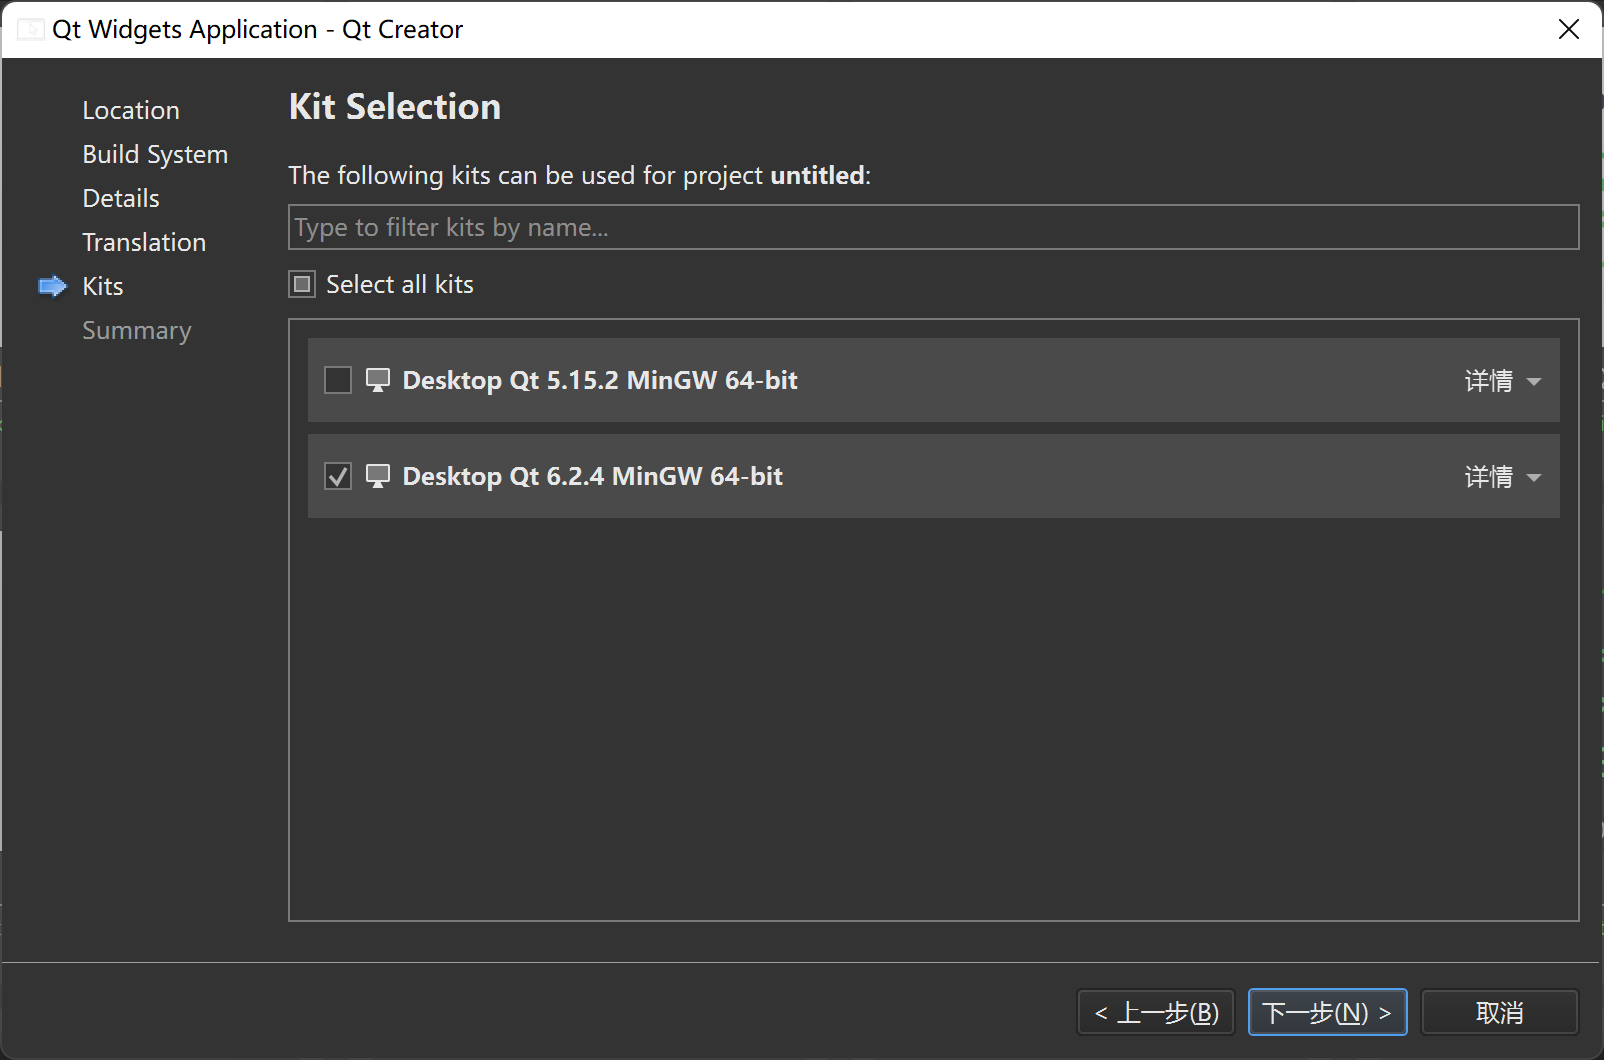 Qt Widgets Application - Qt Creator
Location
Build System
Details
Translation
Kits
Summary
Kit Selection
The following kits can be used for project untitled:
Type to filter kits by name...
Select all kits
Desktop Qt 5.15.2 MinGW 64-bit 详情
Desktop Qt 6.2.4 MinGW 64-bit 详情
< 上一步(B) 下一步(N) > 取消